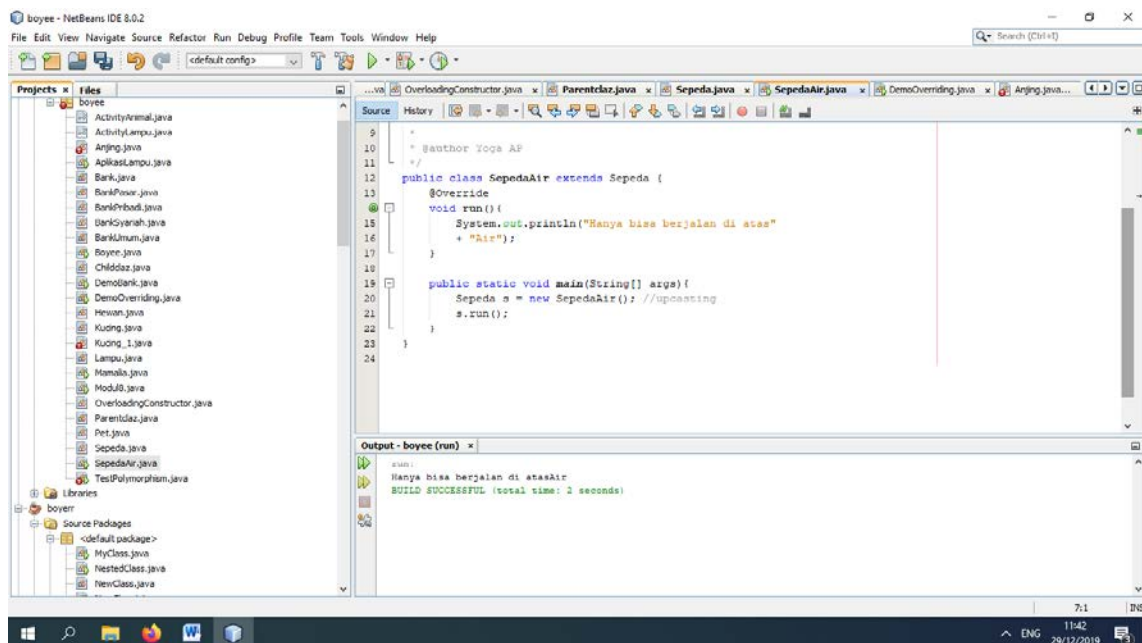 boyee - NetBeans IDE 8.0.2
File Edit View Navigate Source Refactor Run Debug Profile Team Tools Window Help
Search (Ctrl+I)
<default config>
Projects x Files
...va OverloadingConstructor.java x Parentclaz.java x Sepeda.java x SepedaAir.java x DemoOverriding.java x Anjing.java...
Source History
boyee
ActivityAnimal.java
ActivityLampu.java
Anjing.java
AplikasiLampu.java
Bank.java
BankPasar.java
BankPribadi.java
BankSyariah.java
BankUmum.java
Boyee.java
Childclaz.java
DemoBank.java
DemoOverriding.java
Hewan.java
Kucing.java
Kucing_1.java
Lampu.java
Mamalia.java
Modul8.java
OverloadingConstructor.java
Parentclaz.java
Pet.java
Sepeda.java
SepedaAir.java
TestPolymorphism.java
Libraries
boyerr
Source Packages
<default package>
MyClass.java
NestedClass.java
NewClass.java
9 *
10 * @author Yoga AP
11 */
12 public class SepedaAir extends Sepeda {
13 @Override
void run(){
15 System.out.println("Hanya bisa berjalan di atas"
16 + "Air");
17 }
18
19 public static void main(String[] args){
20 Sepeda s = new SepedaAir(); //upcasting
21 s.run();
22 }
23 }
24
Output - boyee (run) x
run:
Hanya bisa berjalan di atasAir
BUILD SUCCESSFUL (total time: 2 seconds)
7:1 INS
ENG
11:42
29/12/2019